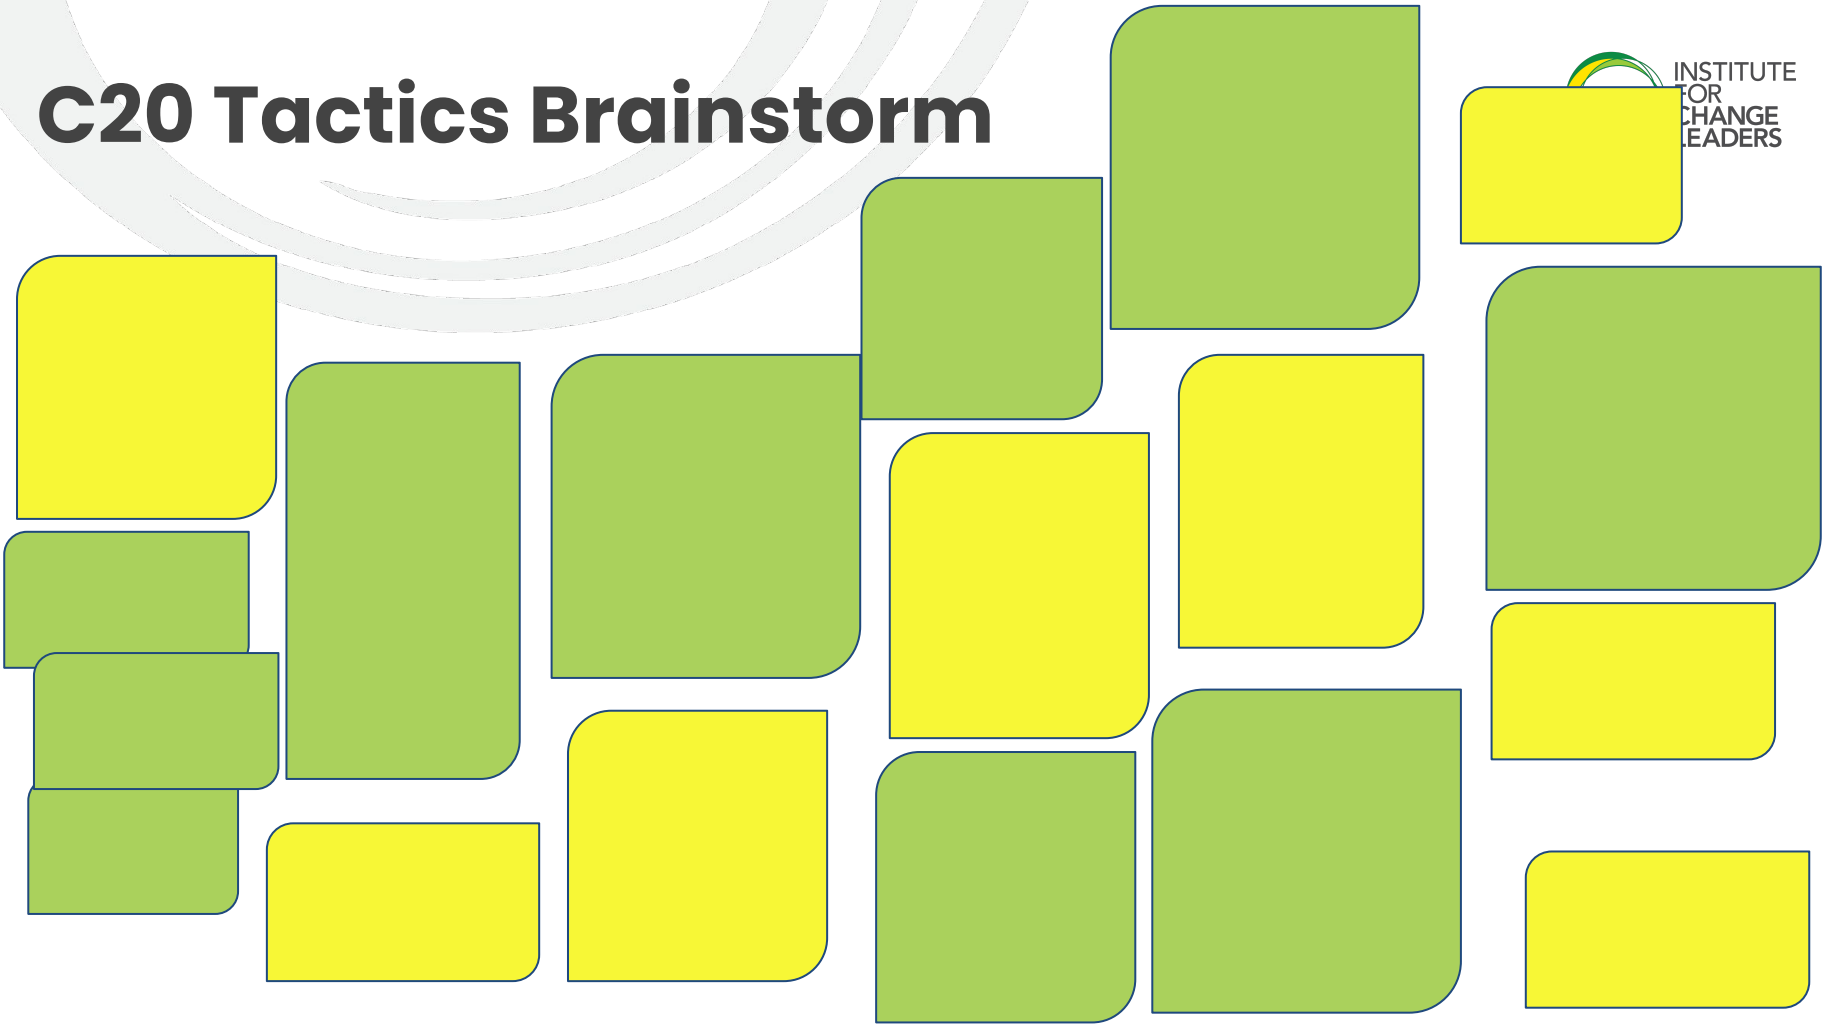 C20 Tactics Brainstorm
INSTITUTE
FOR
CHANGE
LEADERS